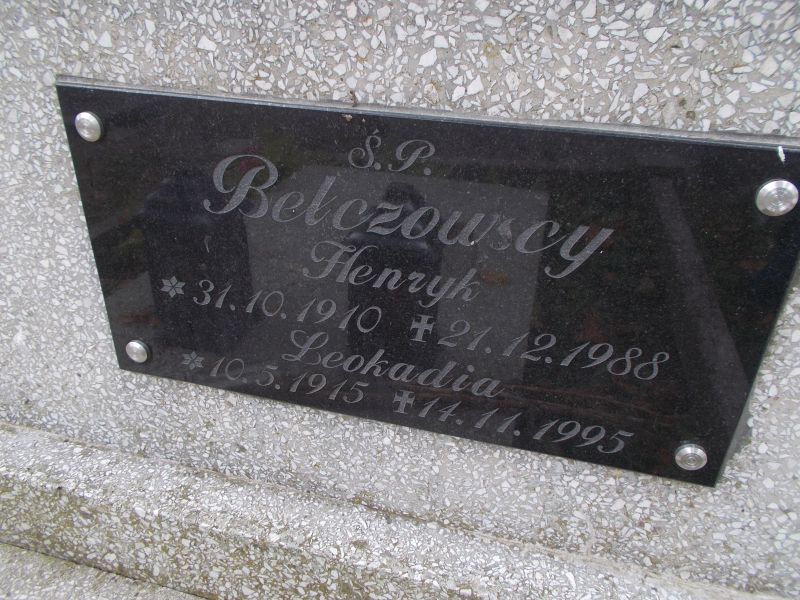 Ś.P.
Bełczowscy
Henryk
✲ 31.10.1910 ✝ 21.12.1988
Leokadia
✲ 10.5.1915 ✝ 14.11.1995